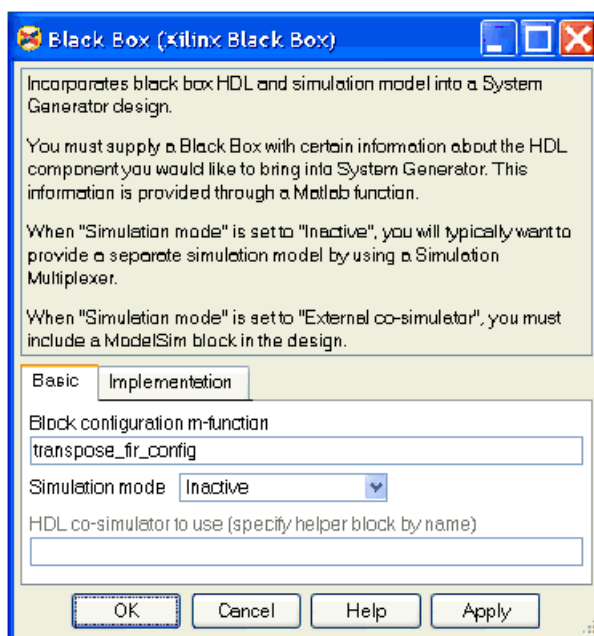 Black Box (Xilinx Black Box)
Incorporates black box HDL and simulation model into a System
Generator design.
You must supply a Black Box with certain information about the HDL
component you would like to bring into System Generator. This
information is provided through a Matlab function.
When "Simulation mode" is set to "Inactive", you will typically want to
provide a separate simulation model by using a Simulation
Multiplexer.
When "Simulation mode" is set to "External co-simulator", you must
include a ModelSim block in the design.
Basic Implementation
Block configuration m-function
transpose_fir_config
Simulation mode Inactive
HDL co-simulator to use (specify helper block by name)
OK Cancel Help Apply